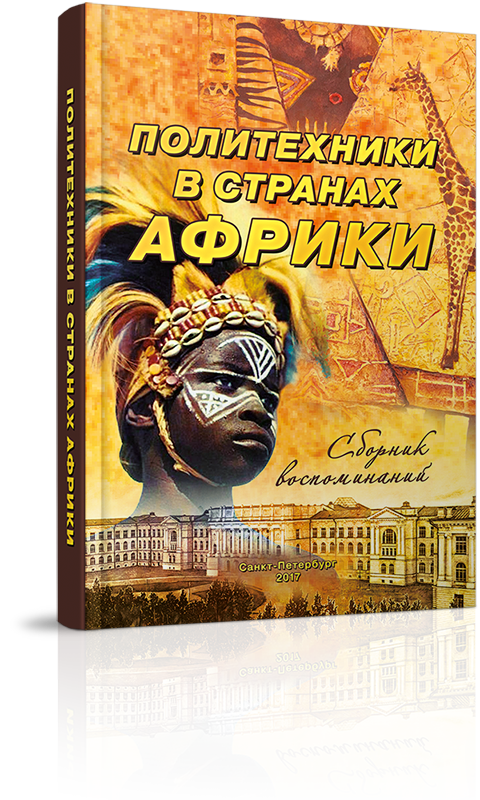 ПОЛИТЕХНИКИ В СТРАНАХ АФРИКИ
ПОЛИТЕХНИКИ
В СТРАНАХ
АФРИКИ
Сборник
воспоминаний
Санкт-Петербург
2017